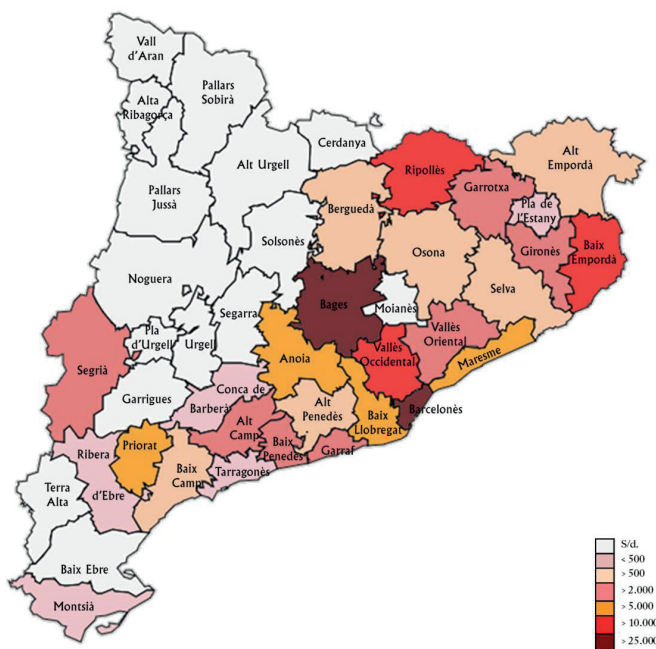 Vall
d'Aran
Pallars
Sobirà
Alta
Ribagorça
Cerdanya
Alt Urgell
Alt
Empordà
Ripollès
Garrotxa
Pla de
l'Estany
Pallars
Jussà
Berguedà
Solsonès
Osona
Gironès
Baix
Empordà
Noguera
Selva
Bages
Moianès
Segarra
Pla
d'Urgell
Urgell
Anoia
Vallès
Occidental
Vallès
Oriental
Maresme
Segrià
Garrigues
Conca de
Barberà
Alt
Penedès
Baix
Llobregat
Barcelonès
Alt
Camp
Baix
Penedès
Garraf
Priorat
Ribera
d'Ebre
Baix
Camp
Tarragonès
Terra
Alta
Baix Ebre
Montsià
S/d.
< 500
> 500
> 2.000
> 5.000
> 10.000
> 25.000